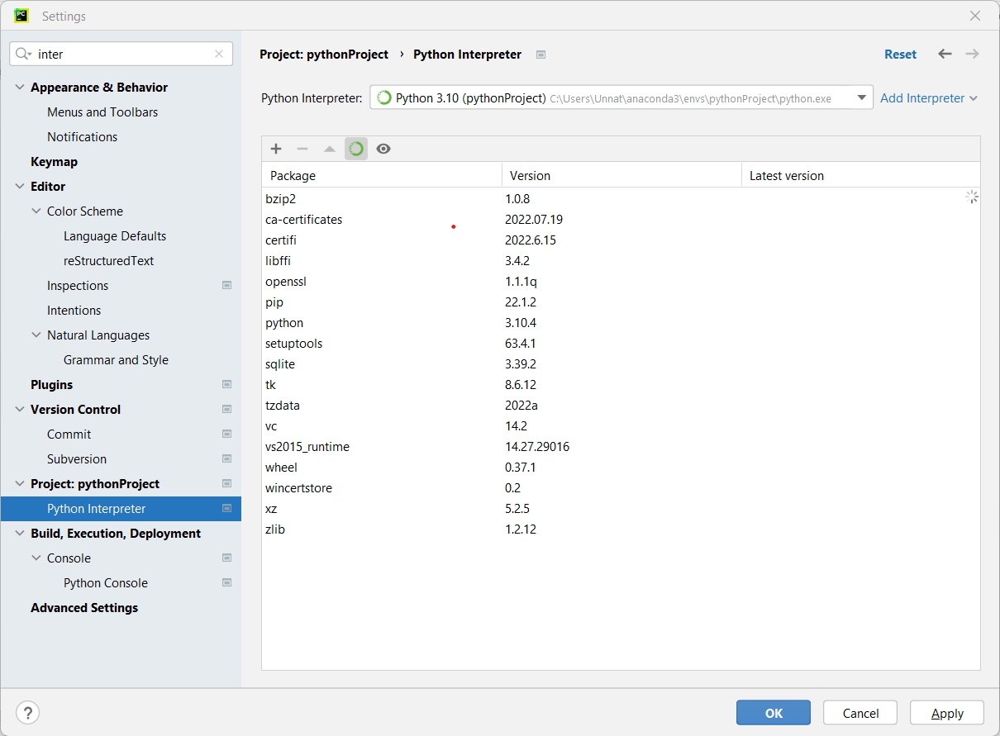 PC
Settings
inter
Appearance & Behavior
Menus and Toolbars
Notifications
Keymap
Editor
Color Scheme
Language Defaults
reStructuredText
Inspections
Intentions
Natural Languages
Grammar and Style
Plugins
Version Control
Commit
Subversion
Project: pythonProject
Python Interpreter
Build, Execution, Deployment
Console
Python Console
Advanced Settings
Project: pythonProject › Python Interpreter
Reset
Python Interpreter: Python 3.10 (pythonProject) C:\Users\Unnat\anaconda3\envs\pythonProject\python.exe Add Interpreter
Package Version Latest version
bzip2 1.0.8
ca-certificates 2022.07.19
certifi 2022.6.15
libffi 3.4.2
openssl 1.1.1q
pip 22.1.2
python 3.10.4
setuptools 63.4.1
sqlite 3.39.2
tk 8.6.12
tzdata 2022a
vc 14.2
vs2015_runtime 14.27.29016
wheel 0.37.1
wincertstore 0.2
xz 5.2.5
zlib 1.2.12
? OK Cancel Apply